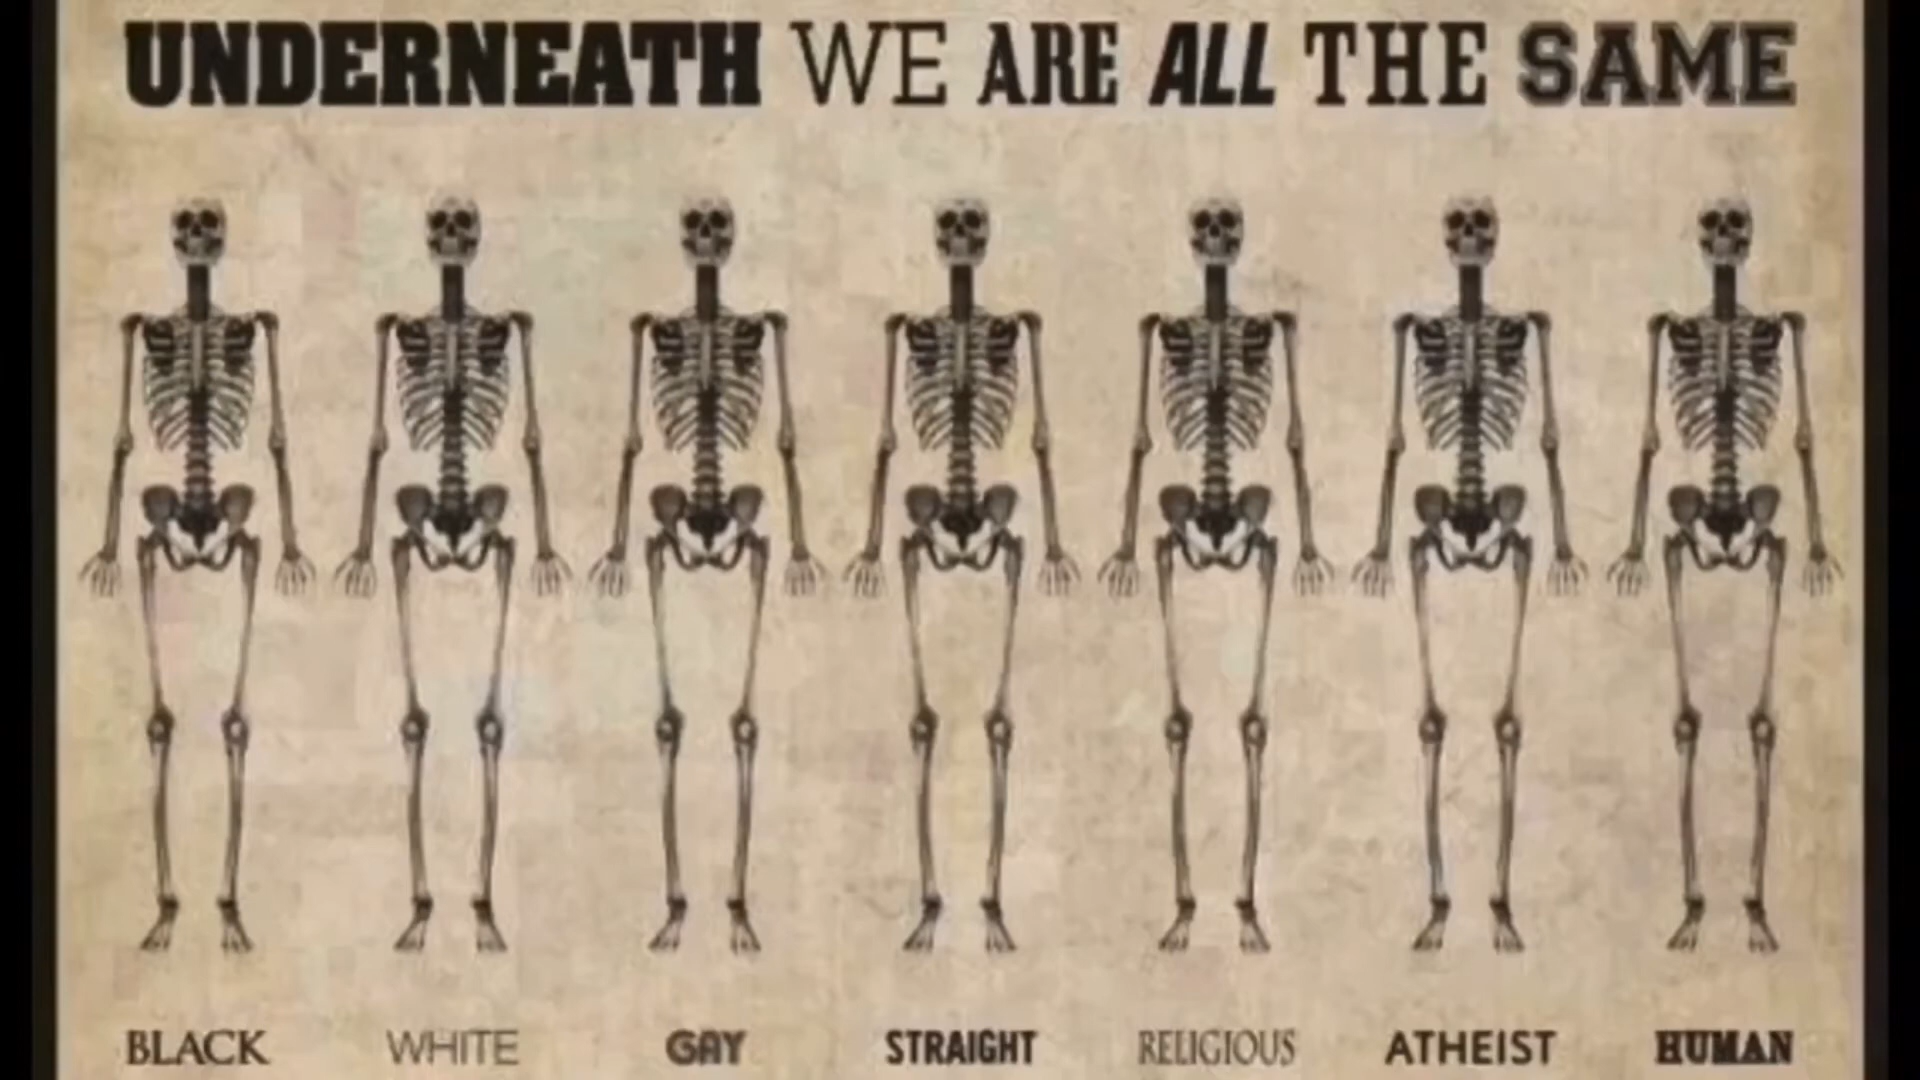 UNDERNEATH WE ARE ALL THE SAME
BLACK WHITE GAY STRAIGHT RELIGIOUS ATHEIST HUMAN